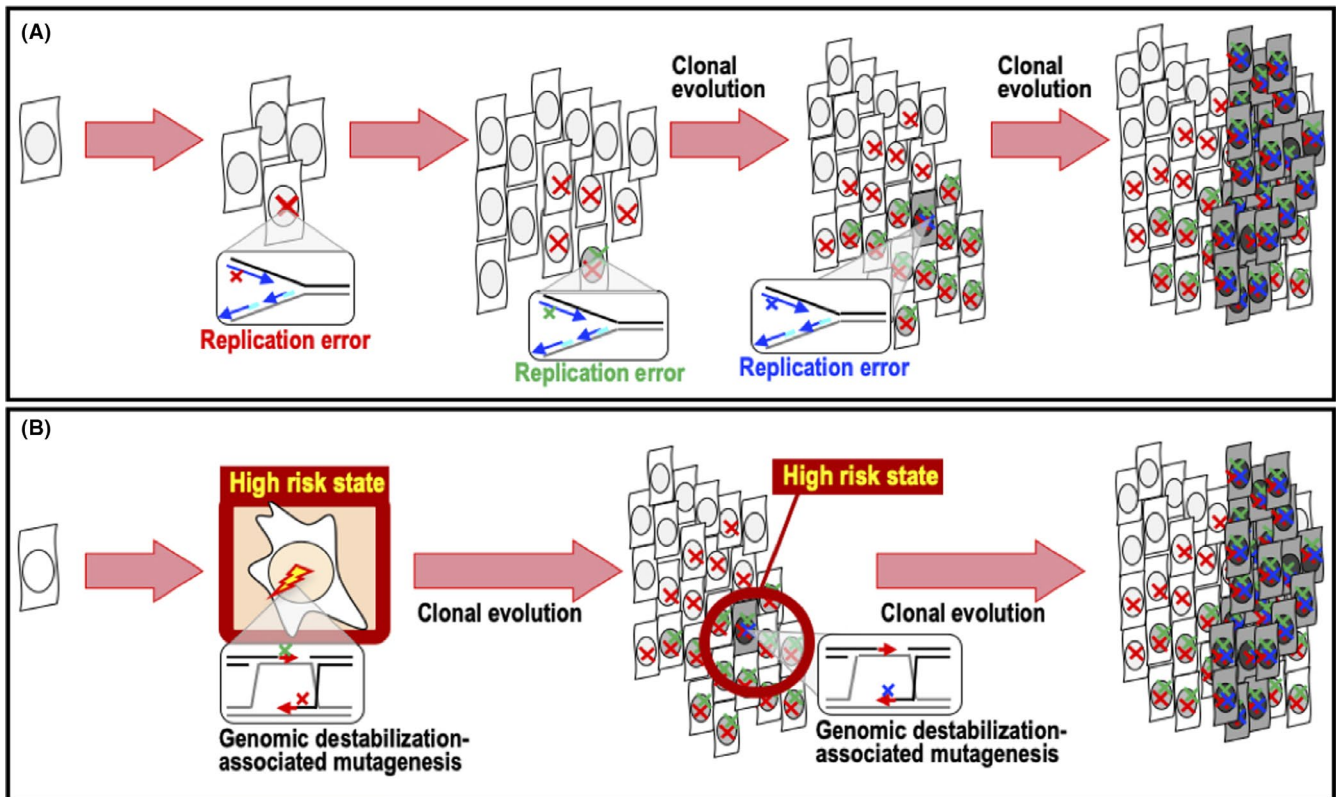 (A)
Clonal
evolution
Clonal
evolution
Replication error
Replication error
Replication error
(B)
High risk state
High risk state
Clonal evolution
Clonal evolution
Genomic destabilization-
associated mutagenesis
Genomic destabilization-
associated mutagenesis